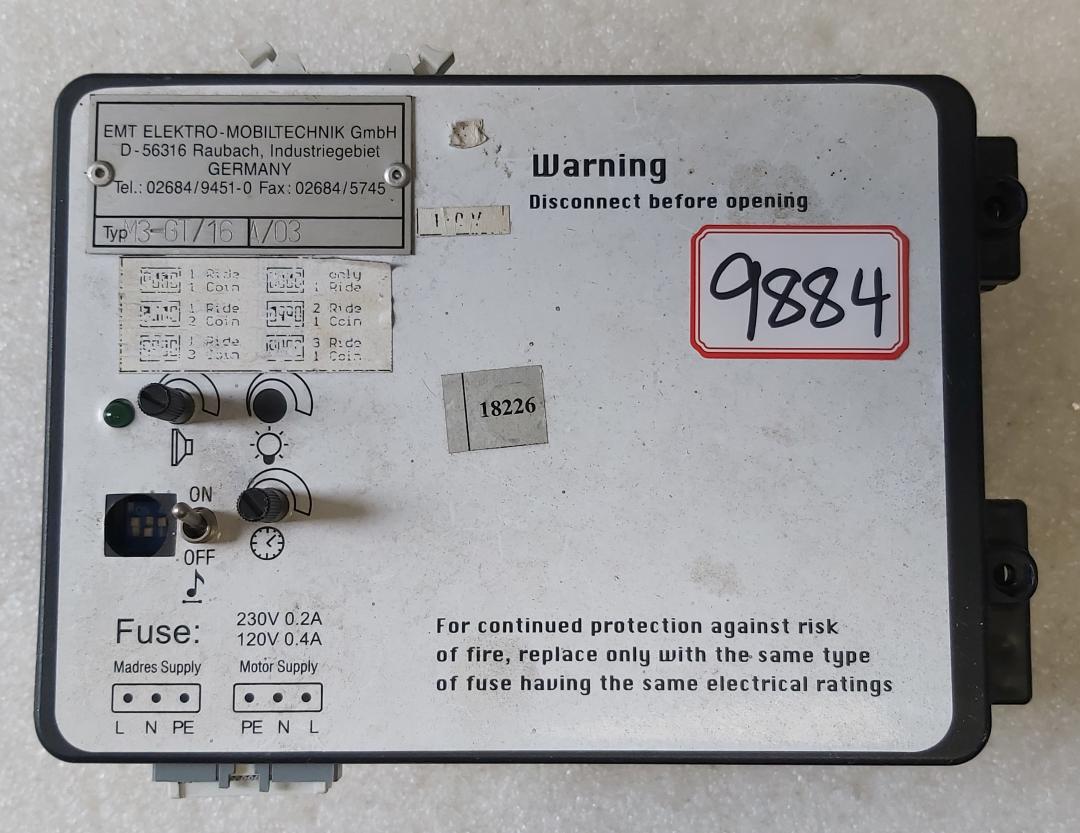 EMT ELEKTRO-MOBILTECHNIK GmbH
D-56316 Raubach, Industriegebiet
GERMANY
Tel.: 02684/9451-0 Fax: 02684/5745
Typ M3-GT/16 A/03
Warning
Disconnect before opening
9884
1 Ride
1 Coin
only
1 Ride
1 Ride
2 Coin
2 Ride
1 Coin
1 Ride
3 Coin
3 Ride
1 Coin
18226
ON
OFF
Fuse:
230V 0.2A
120V 0.4A
Madres Supply
Motor Supply
L N PE
PE N L
For continued protection against risk
of fire, replace only with the same type
of fuse having the same electrical ratings